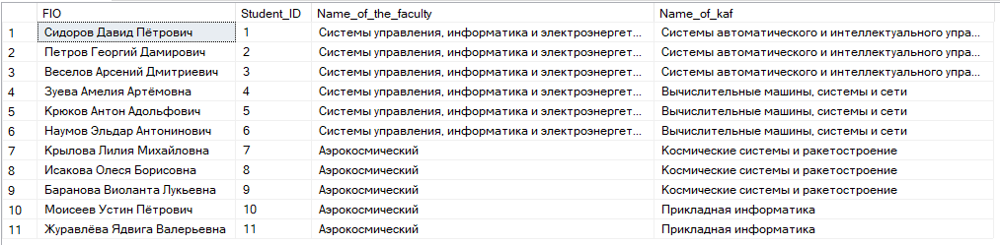 FIO Student_ID Name_of_the_faculty Name_of_kaf
1 Сидоров Давид Пётрович 1 Системы управления, информатика и электроэнергет... Системы автоматического и интеллектуального упра...
2 Петров Георгий Дамирович 2 Системы управления, информатика и электроэнергет... Системы автоматического и интеллектуального упра...
3 Веселов Арсений Дмитриевич 3 Системы управления, информатика и электроэнергет... Системы автоматического и интеллектуального упра...
4 Зуева Амелия Артёмовна 4 Системы управления, информатика и электроэнергет... Вычислительные машины, системы и сети
5 Крюков Антон Адольфович 5 Системы управления, информатика и электроэнергет... Вычислительные машины, системы и сети
6 Наумов Эльдар Антонинович 6 Системы управления, информатика и электроэнергет... Вычислительные машины, системы и сети
7 Крылова Лилия Михайловна 7 Аэрокосмический Космические системы и ракетостроение
8 Исакова Олеся Борисовна 8 Аэрокосмический Космические системы и ракетостроение
9 Баранова Виоланта Лукьевна 9 Аэрокосмический Космические системы и ракетостроение
10 Моисеев Устин Пётрович 10 Аэрокосмический Прикладная информатика
11 Журавлёва Ядвига Валерьевна 11 Аэрокосмический Прикладная информатика